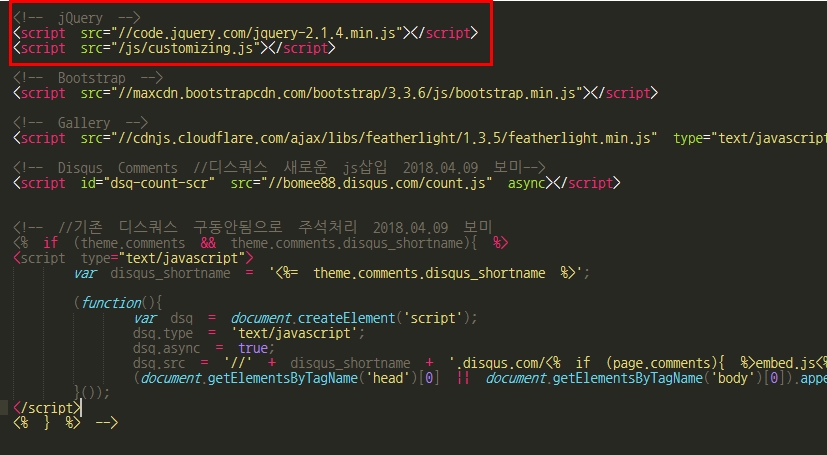 <!-- jQuery -->
<script src="//code.jquery.com/jquery-2.1.4.min.js"></script>
<script src="/js/customizing.js"></script>
<!-- Bootstrap -->
<script src="//maxcdn.bootstrapcdn.com/bootstrap/3.3.6/js/bootstrap.min.js"></script>
<!-- Gallery -->
<script src="//cdnjs.cloudflare.com/ajax/libs/featherlight/1.3.5/featherlight.min.js" type="text/javascript
<!-- Disqus Comments //디스쿼스 새로운 js삽입 2018.04.09 보미-->
<script id="dsq-count-scr" src="//bomee88.disqus.com/count.js" async></script>
<!-- //기존 디스쿼스 구동안됨으로 주석처리 2018.04.09 보미
<% if (theme.comments && theme.comments.disqus_shortname){ %>
<script type="text/javascript">
var disqus_shortname = '<%= theme.comments.disqus_shortname %>';
(function(){
var dsq = document.createElement('script');
dsq.type = 'text/javascript';
dsq.async = true;
dsq.src = '//' + disqus_shortname + '.disqus.com/<% if (page.comments){ %>embed.js<%
(document.getElementsByTagName('head')[0] || document.getElementsByTagName('body')[0]).appe
}());
</script>
<% } %> -->